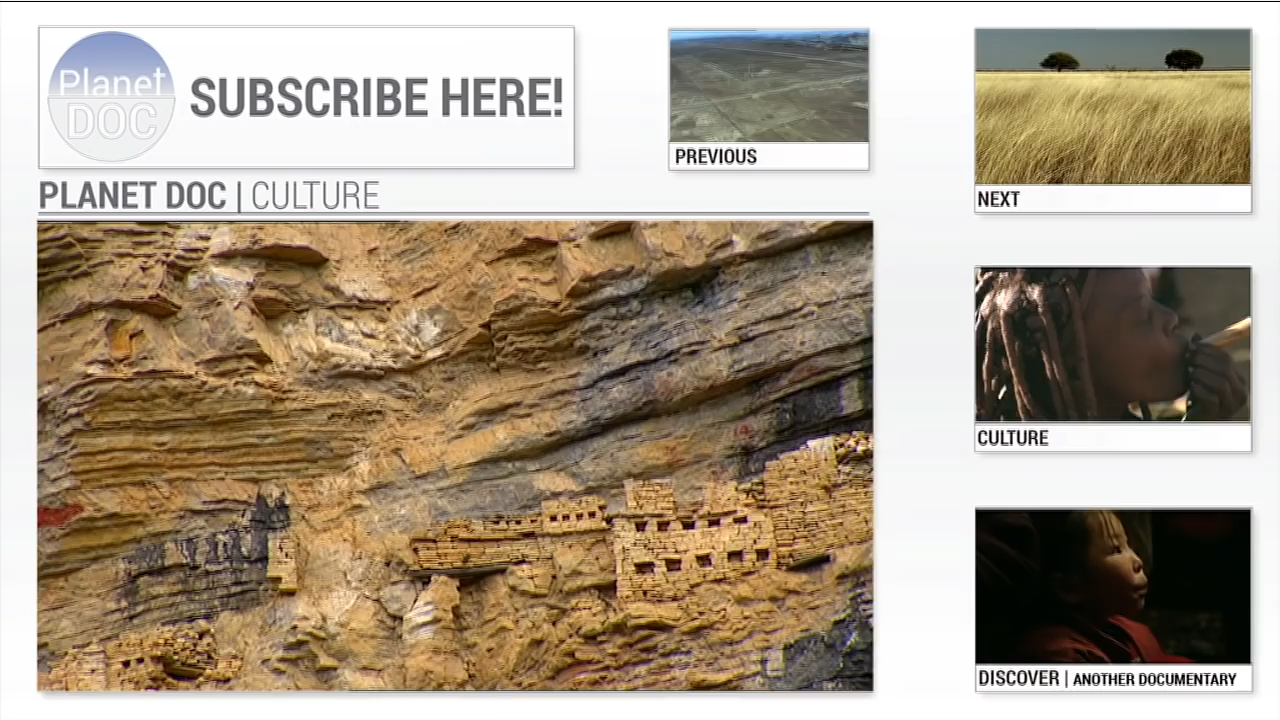 Planet
DOC
SUBSCRIBE HERE!
PLANET DOC | CULTURE
PREVIOUS
NEXT
CULTURE
DISCOVER | ANOTHER DOCUMENTARY